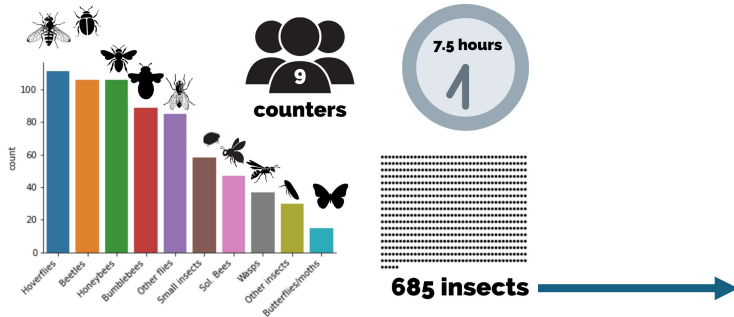 9
counters
7.5 hours
count
100
80
60
40
20
0
Hoverflies
Beetles
Honeybees
Bumblebees
Other flies
Small insects
Sol. Bees
Wasps
Other insects
Butterflies/moths
685 insects